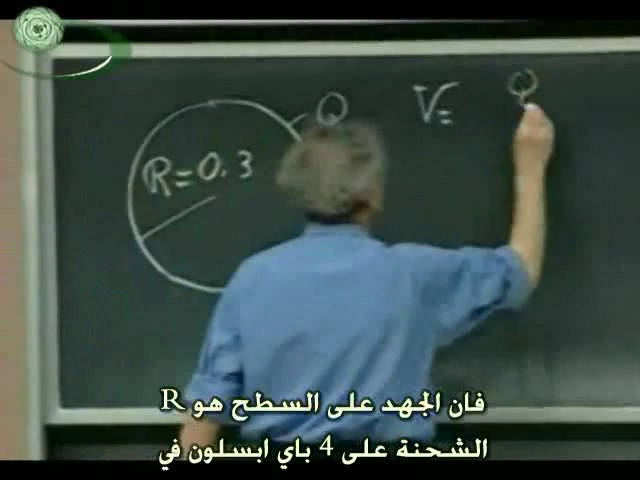 Q
V= Q
R=0.3
فان الجهد على السطح هو R
الشحنة على 4 باي ابسلون في